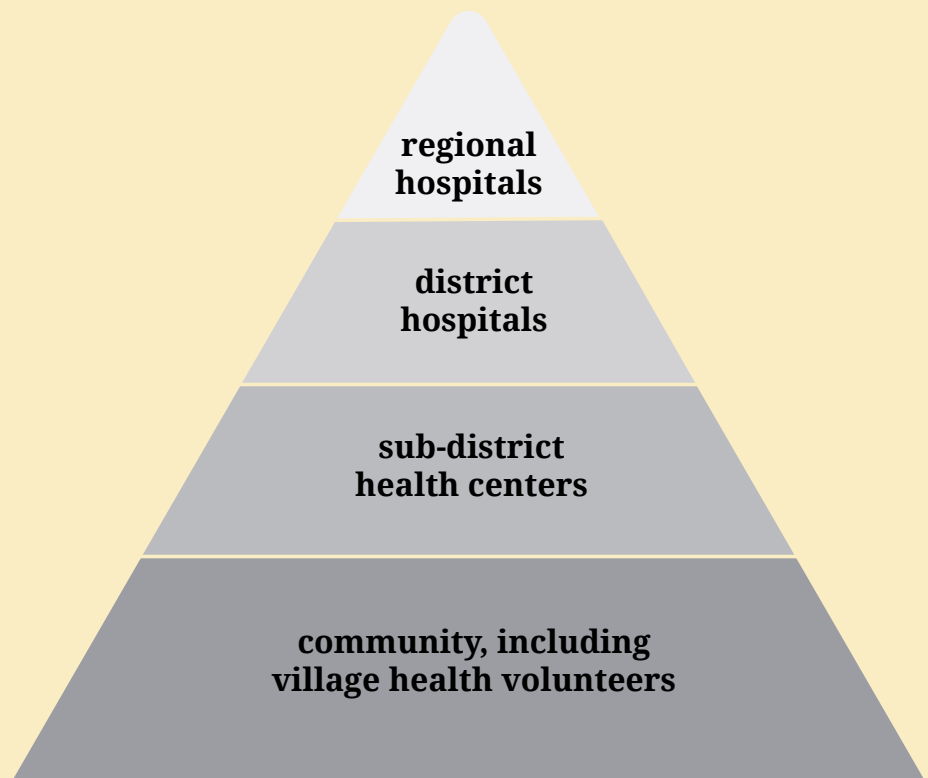 regional
hospitals
district
hospitals
sub-district
health centers
community, including
village health volunteers